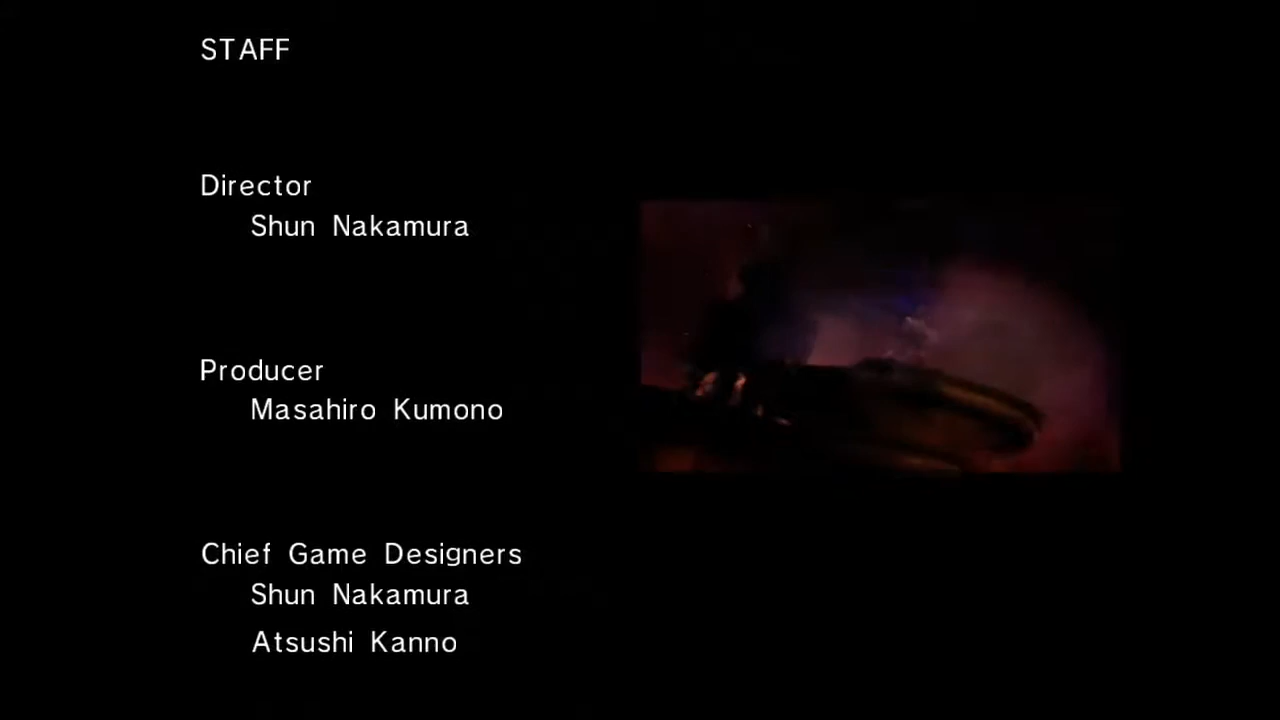 STAFF
Director
Shun Nakamura
Producer
Masahiro Kumono
Chief Game Designers
Shun Nakamura
Atsushi Kanno